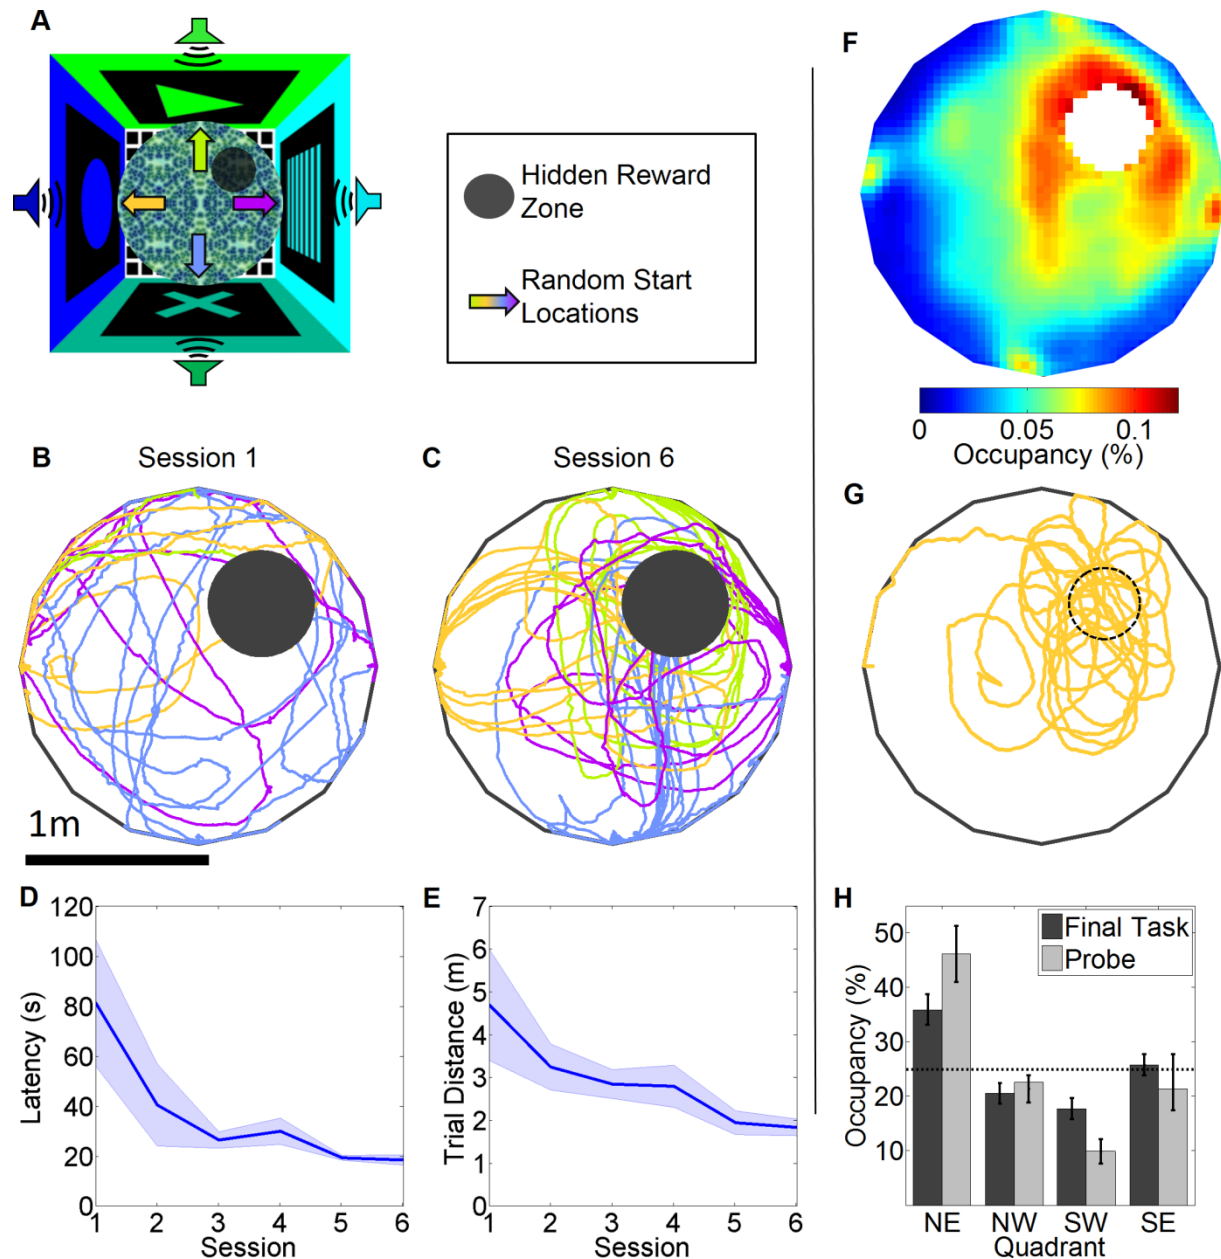 A
Hidden Reward
Zone
Random Start
Locations
F
0 0.05 0.1
Occupancy (%)
B Session 1
C Session 6
1m
G
D
Latency (s)
120
100
80
60
40
20
0
1 2 3 4 5 6
Session
E
Trial Distance (m)
7
6
5
4
3
2
1
0
1 2 3 4 5 6
Session
H
Final Task
Probe
Occupancy (%)
50
40
30
20
10
NE NW SW SE
Quadrant